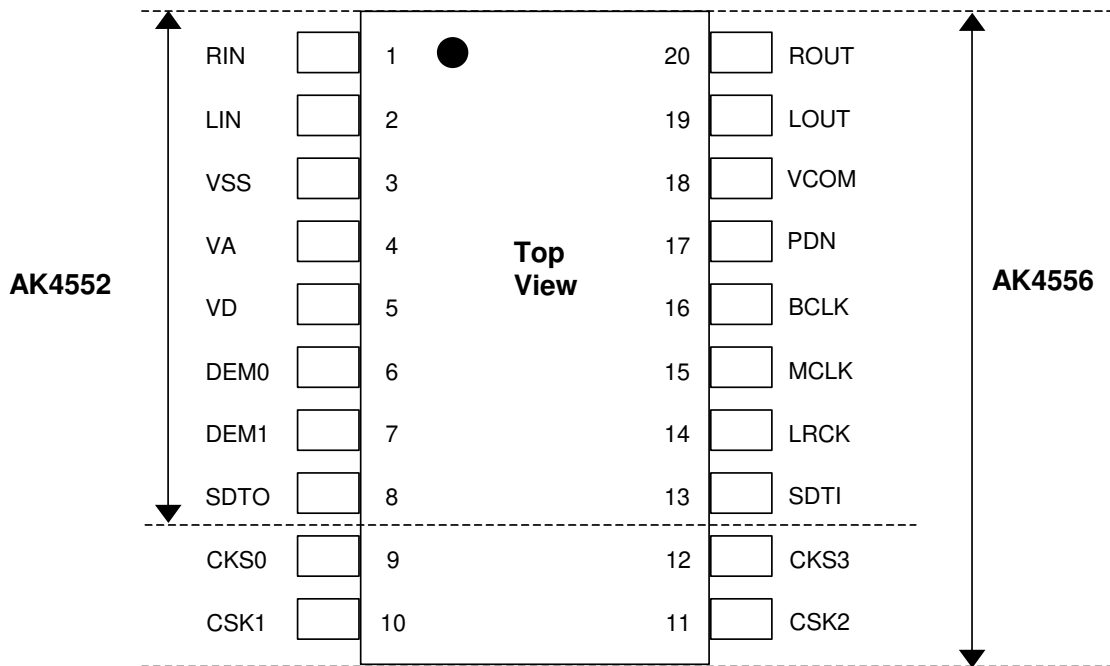 RIN 1 20 ROUT
LIN 2 19 LOUT
VSS 3 18 VCOM
VA 4 17 PDN
Top
View
AK4552
AK4556
VD 5 16 BCLK
DEM0 6 15 MCLK
DEM1 7 14 LRCK
SDTO 8 13 SDTI
CKS0 9 12 CKS3
CSK1 10 11 CSK2